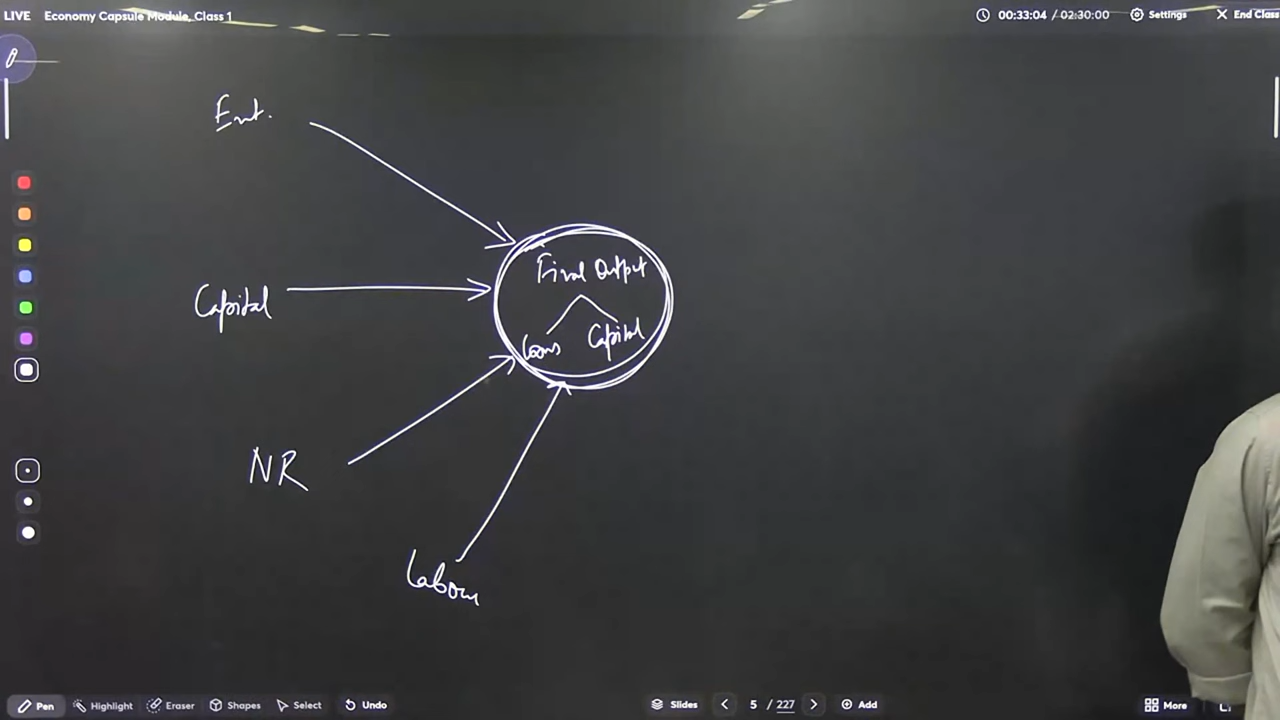 LIVE Economy Capsule Module, Class 1
00:33:04 / 02:30:00 Settings End Class
Ent.
Final Output
Capital
Cons Capital
NR
Labour
Pen Highlight Eraser Shapes Select Undo
Slides 5 / 227 Add
More